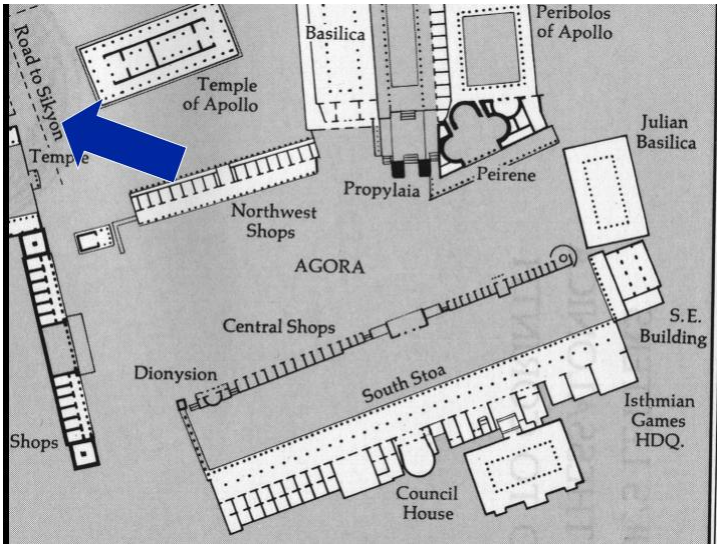 Peribolos
of Apollo
Basilica
Road to Sikyon
Temple
of Apollo
Julian
Basilica
Temple
Propylaia
Peirene
Northwest
Shops
AGORA
Central Shops
S.E.
Building
Dionysion
South Stoa
Isthmian
Games
HDQ.
Shops
Council
House